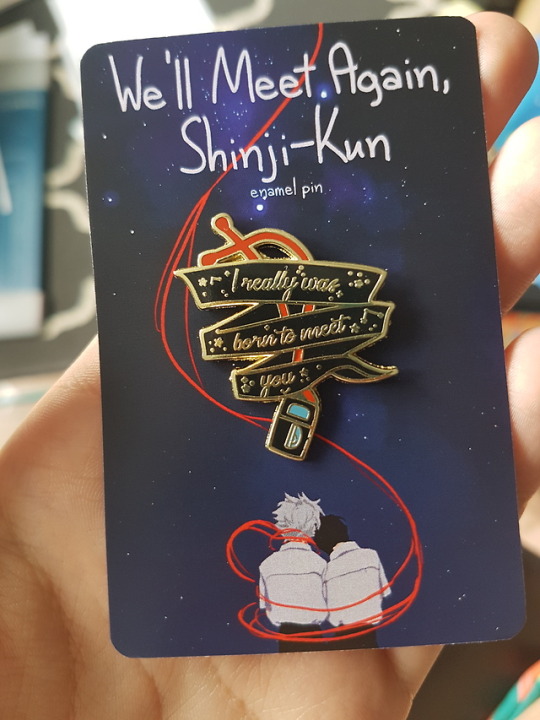 We'll Meet Again,
Shinji-Kun
enamel pin
I really was
born to meet
you